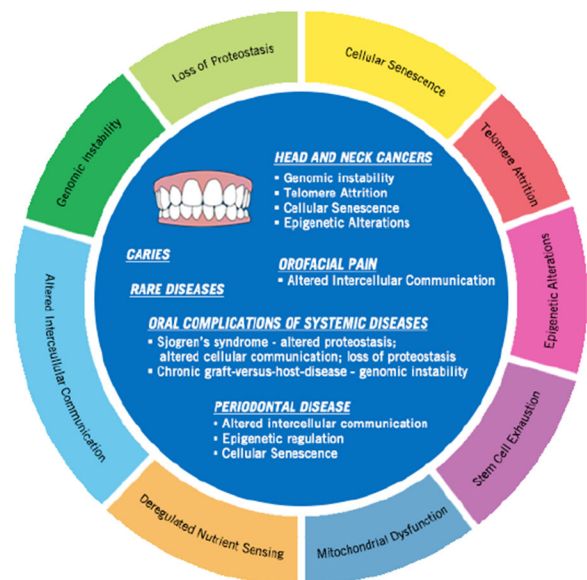 Loss of Proteostasis
Cellular Senescence
Telomere Attrition
Epigenetic Alterations
Stem Cell Exhaustion
Mitochondrial Dysfunction
Deregulated Nutrient Sensing
Altered Intercellular Communication
Genomic instability
HEAD AND NECK CANCERS
▪ Genomic instability
▪ Telomere Attrition
▪ Cellular Senescence
▪ Epigenetic Alterations
CARIES
OROFACIAL PAIN
▪ Altered Intercellular Communication
RARE DISEASES
ORAL COMPLICATIONS OF SYSTEMIC DISEASES
▪ Sjogren's syndrome - altered proteostasis;
altered cellular communication; loss of proteostasis
▪ Chronic graft-versus-host-disease - genomic instability
PERIODONTAL DISEASE
▪ Altered intercellular communication
▪ Epigenetic regulation
▪ Cellular Senescence